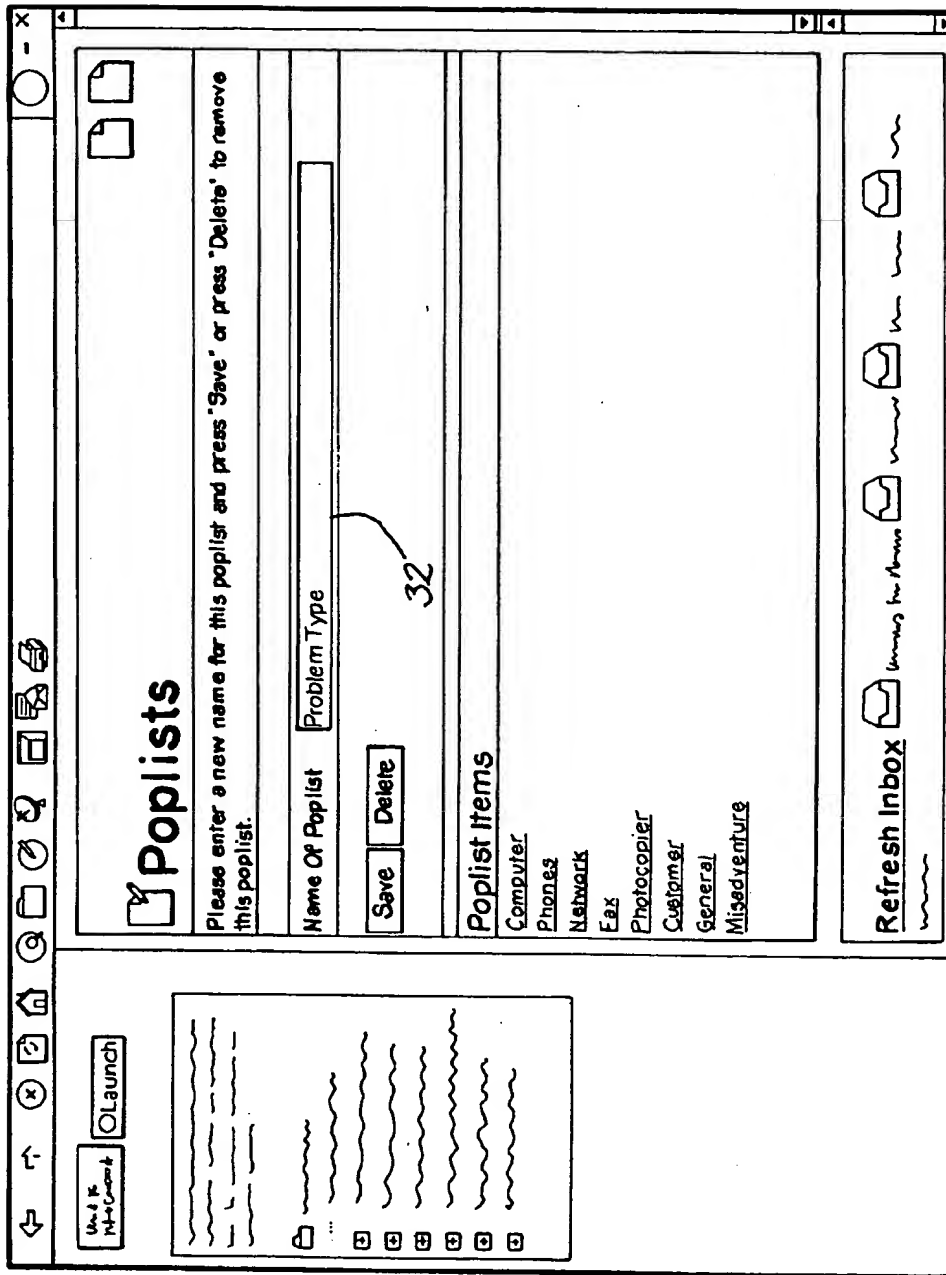 Launch
Poplists
Please enter a new name for this poplist and press "Save" or press "Delete" to remove
this poplist.
Name Of Poplist
Problem Type
32
Save
Delete
Poplist Items
Computer
Phones
Network
Fax
Photocopier
Customer
General
Misadventure
Refresh Inbox